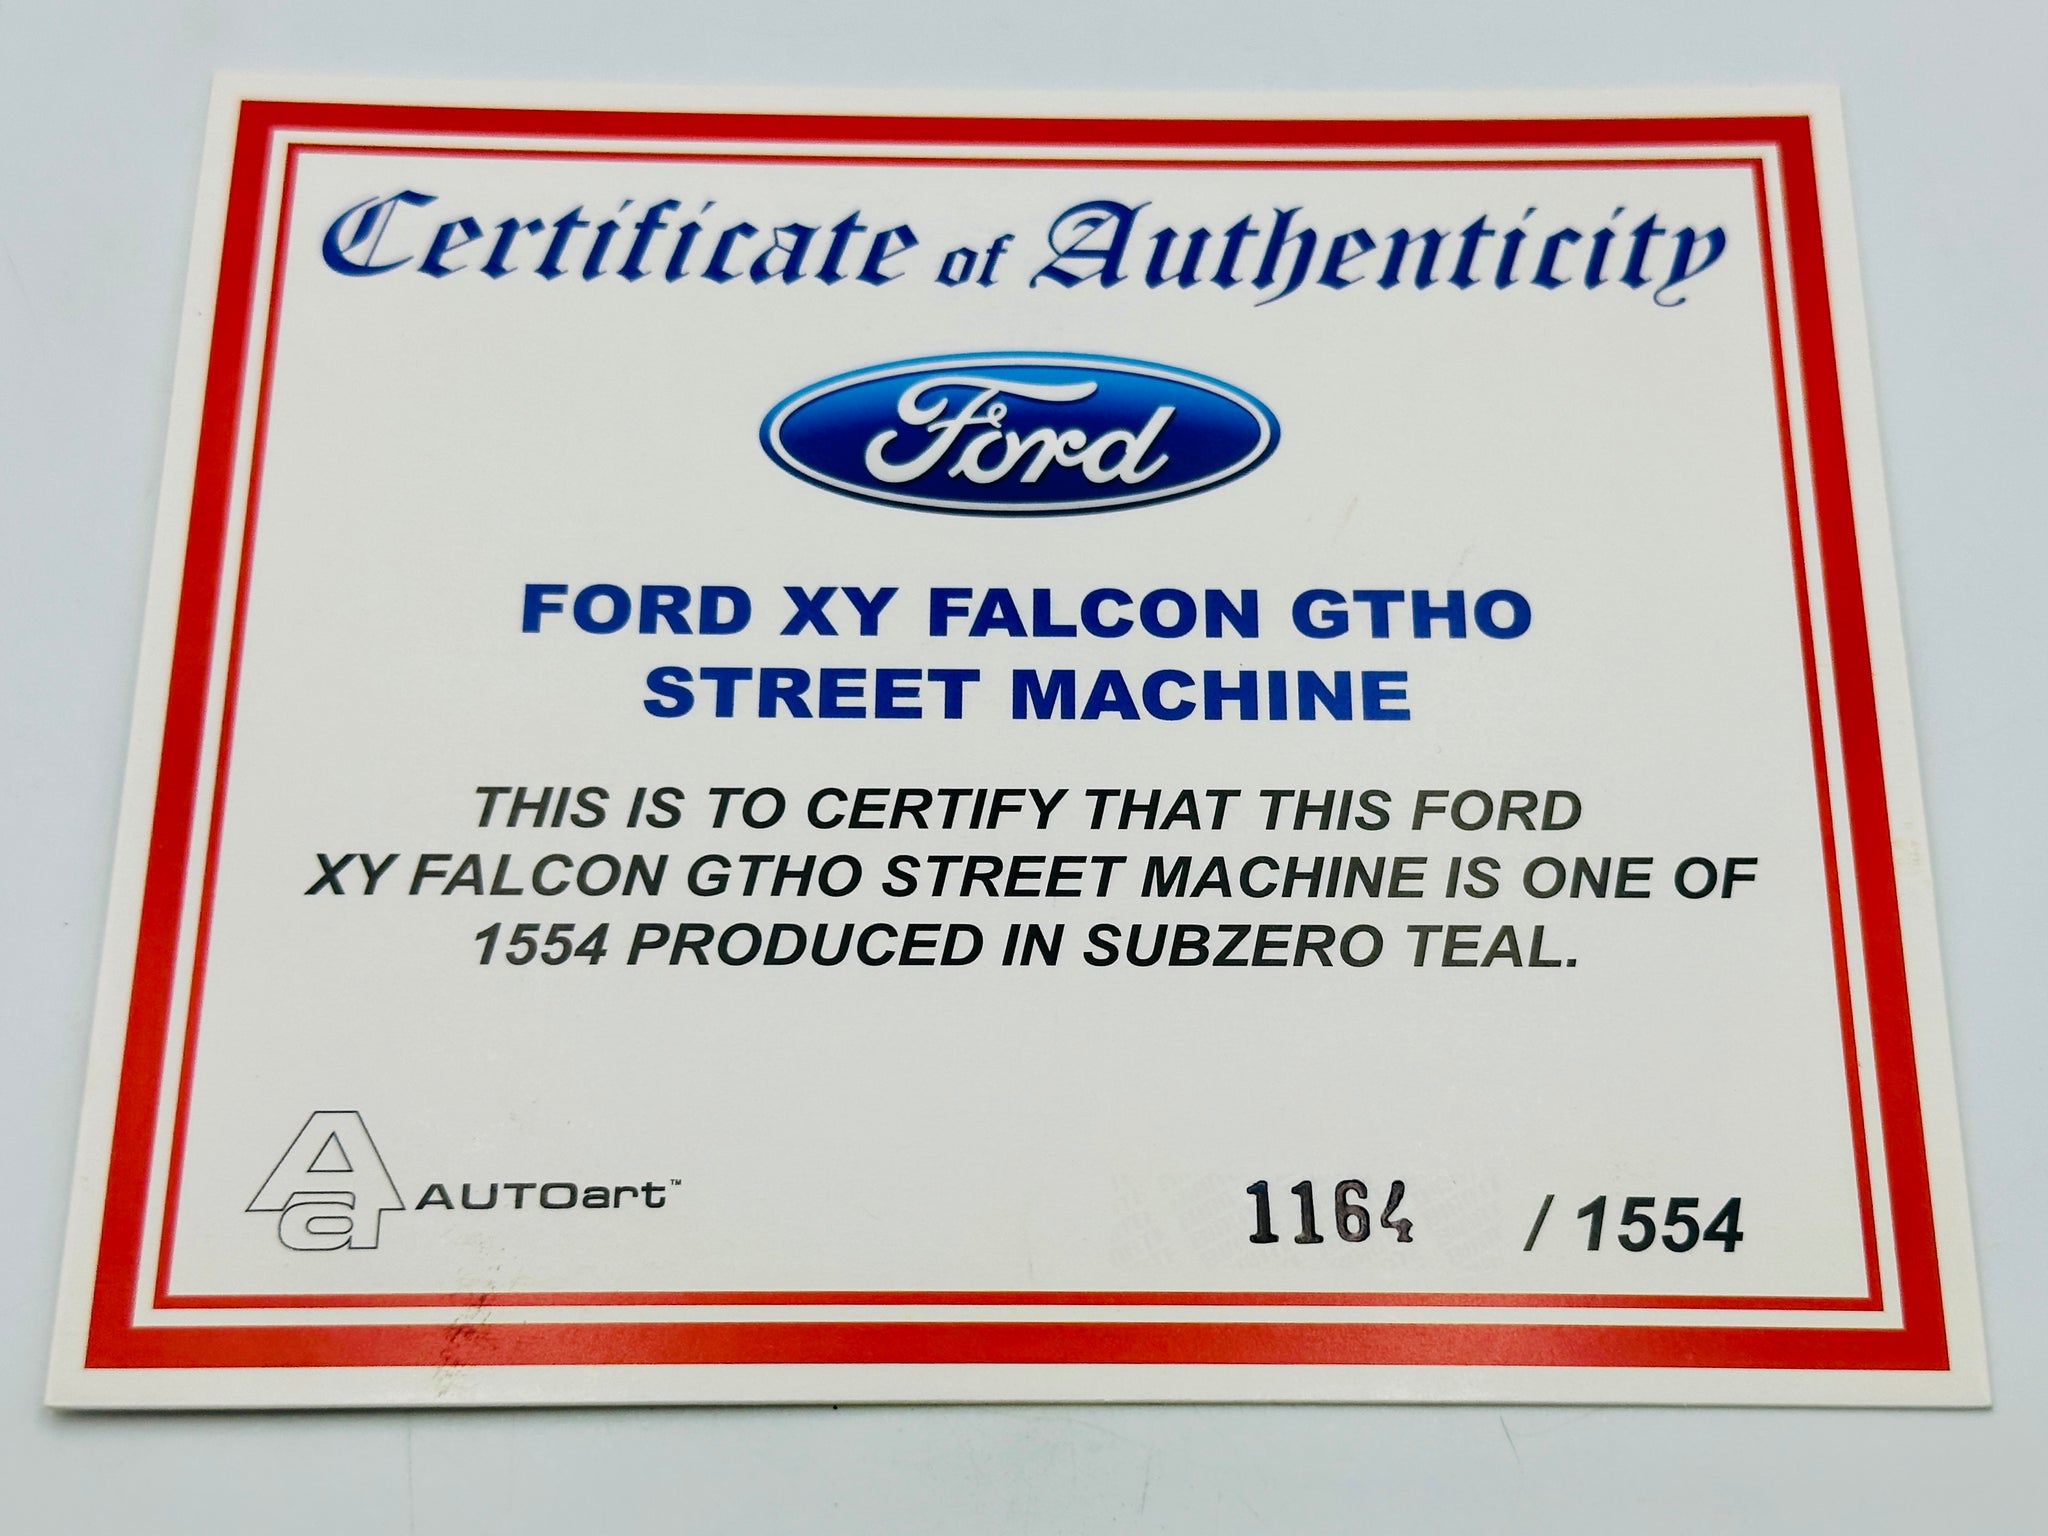 Certificate of Authenticity
Ford
FORD XY FALCON GTHO
STREET MACHINE
THIS IS TO CERTIFY THAT THIS FORD
XY FALCON GTHO STREET MACHINE IS ONE OF
1554 PRODUCED IN SUBZERO TEAL.
Aa AUTOart™
1164 / 1554